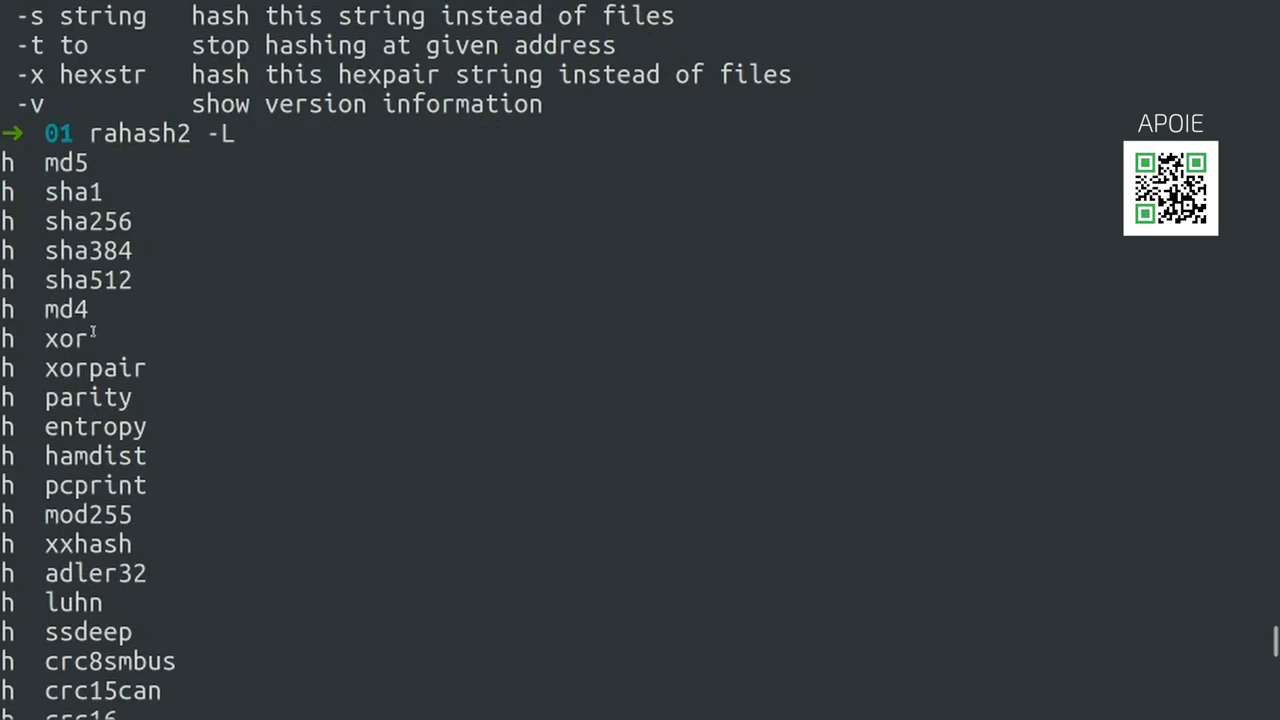 -s string   hash this string instead of files
-t to       stop hashing at given address
-x hexstr   hash this hexpair string instead of files
-v          show version information
➜  01 rahash2 -L
h  md5
h  sha1
h  sha256
h  sha384
h  sha512
h  md4
h  xor
h  xorpair
h  parity
h  entropy
h  hamdist
h  pcprint
h  mod255
h  xxhash
h  adler32
h  luhn
h  ssdeep
h  crc8smbus
h  crc15can
h  crc16
APOIE